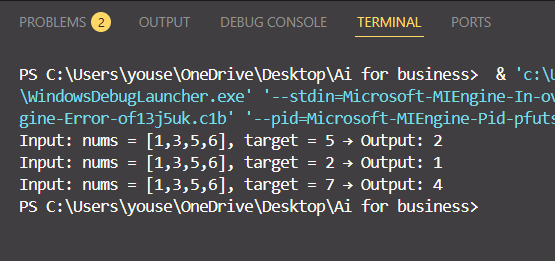 PROBLEMS 2 OUTPUT DEBUG CONSOLE TERMINAL PORTS
PS C:\Users\youse\OneDrive\Desktop\Ai for business>  & 'c:\U
\WindowsDebugLauncher.exe' '--stdin=Microsoft-MIEngine-In-ov
gine-Error-of13j5uk.c1b' '--pid=Microsoft-MIEngine-Pid-pfuts
Input: nums = [1,3,5,6], target = 5 → Output: 2
Input: nums = [1,3,5,6], target = 2 → Output: 1
Input: nums = [1,3,5,6], target = 7 → Output: 4
PS C:\Users\youse\OneDrive\Desktop\Ai for business>